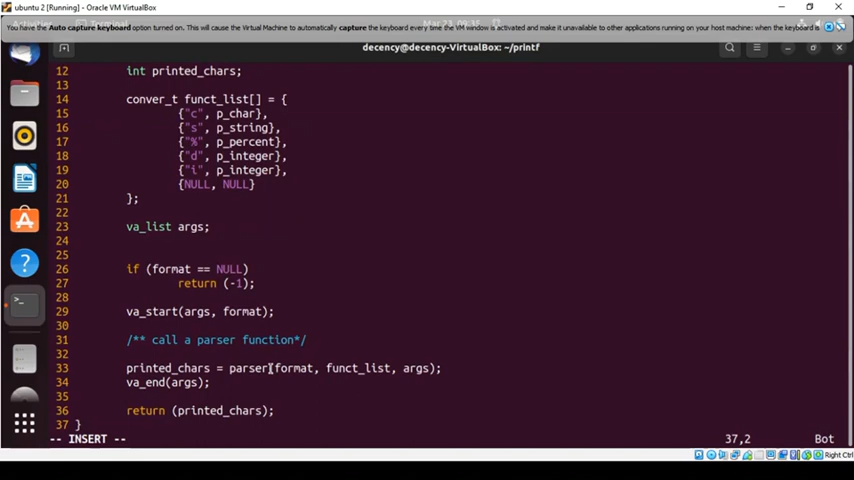 ubuntu 2 [Running] - Oracle VM VirtualBox
You have the Auto capture keyboard option turned on. This will cause the Virtual Machine to automatically capture the keyboard every time the VM window is activated and make it unavailable to other applications running on your host machine: when the keyboard is
decency@decency-VirtualBox: ~/printf
12 int printed_chars;
13
14 conver_t funct_list[] = {
15 {"c", p_char},
16 {"s", p_string},
17 {"%", p_percent},
18 {"d", p_integer},
19 {"i", p_integer},
20 {NULL, NULL}
21 };
22
23 va_list args;
24
25
26 if (format == NULL)
27 return (-1);
28
29 va_start(args, format);
30
31 /** call a parser function*/
32
33 printed_chars = parser(format, funct_list, args);
34 va_end(args);
35
36 return (printed_chars);
37 }
-- INSERT -- 37,2 Bot
Right Ctrl